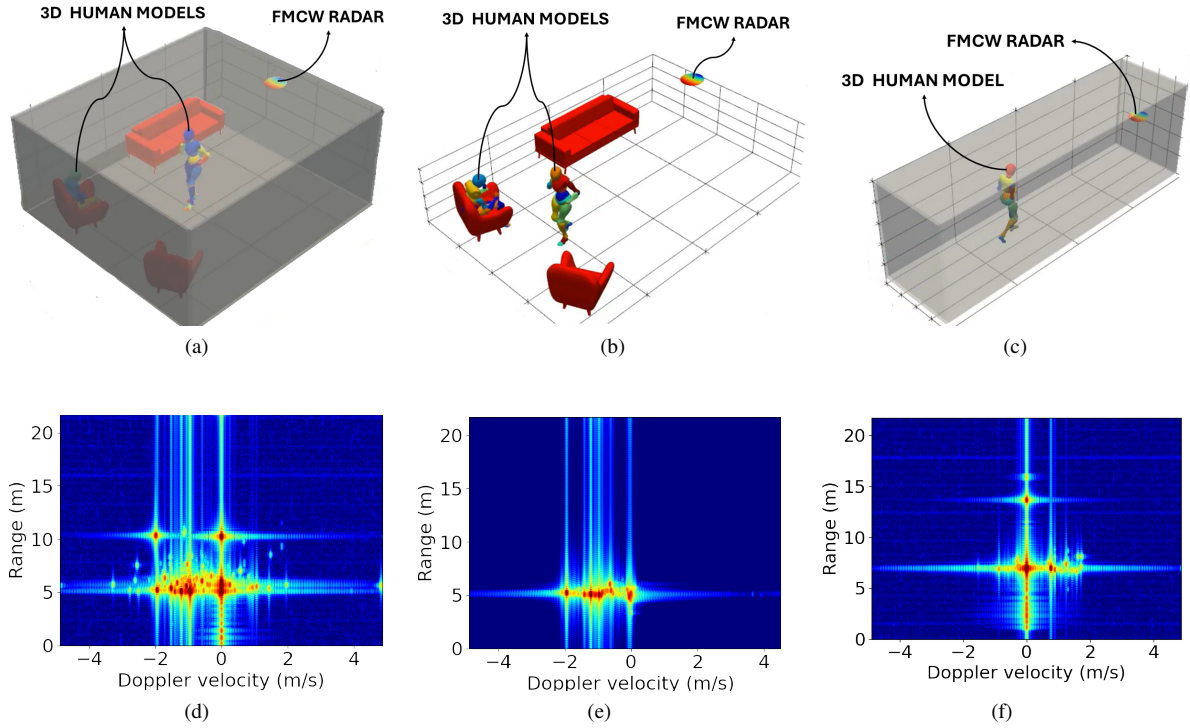 3D HUMAN MODELS
FMCW RADAR
3D HUMAN MODELS
FMCW RADAR
FMCW RADAR
3D HUMAN MODEL
(a)
(b)
(c)
Range (m)
20
15
10
5
0
−4 −2 0 2 4
Doppler velocity (m/s)
Range (m)
20
15
10
5
0
−4 −2 0 2 4
Doppler velocity (m/s)
Range (m)
20
15
10
5
0
−4 −2 0 2 4
Doppler velocity (m/s)
(d)
(e)
(f)